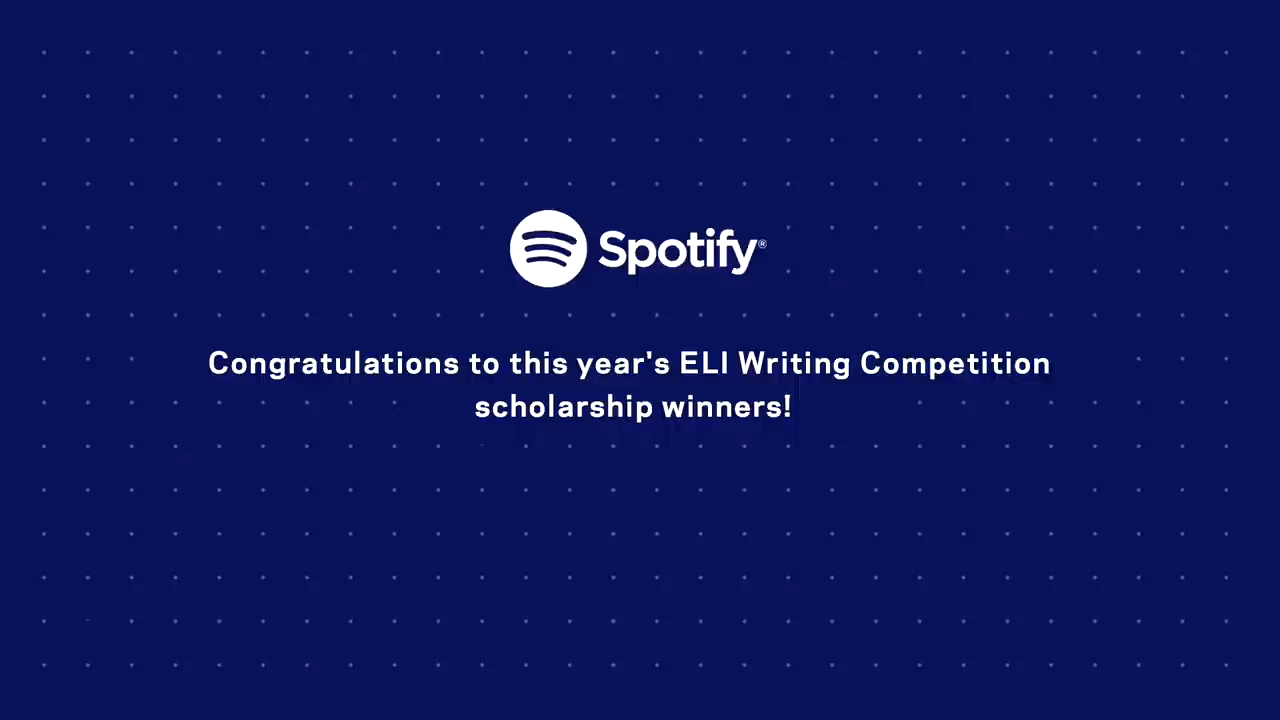 Spotify®
Congratulations to this year's ELI Writing Competition
scholarship winners!